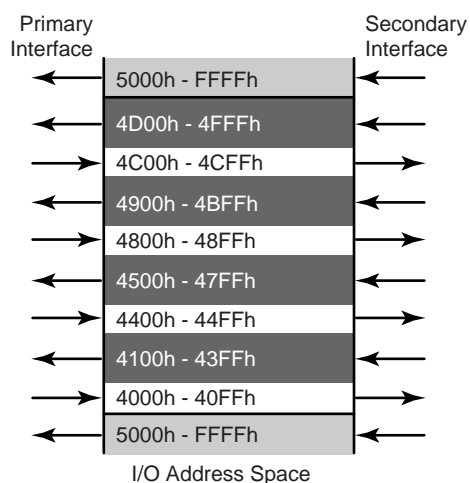 Primary
Interface
Secondary
Interface
5000h - FFFFh
4D00h - 4FFFh
4C00h - 4CFFh
4900h - 4BFFh
4800h - 48FFh
4500h - 47FFh
4400h - 44FFh
4100h - 43FFh
4000h - 40FFh
5000h - FFFFh
I/O Address Space